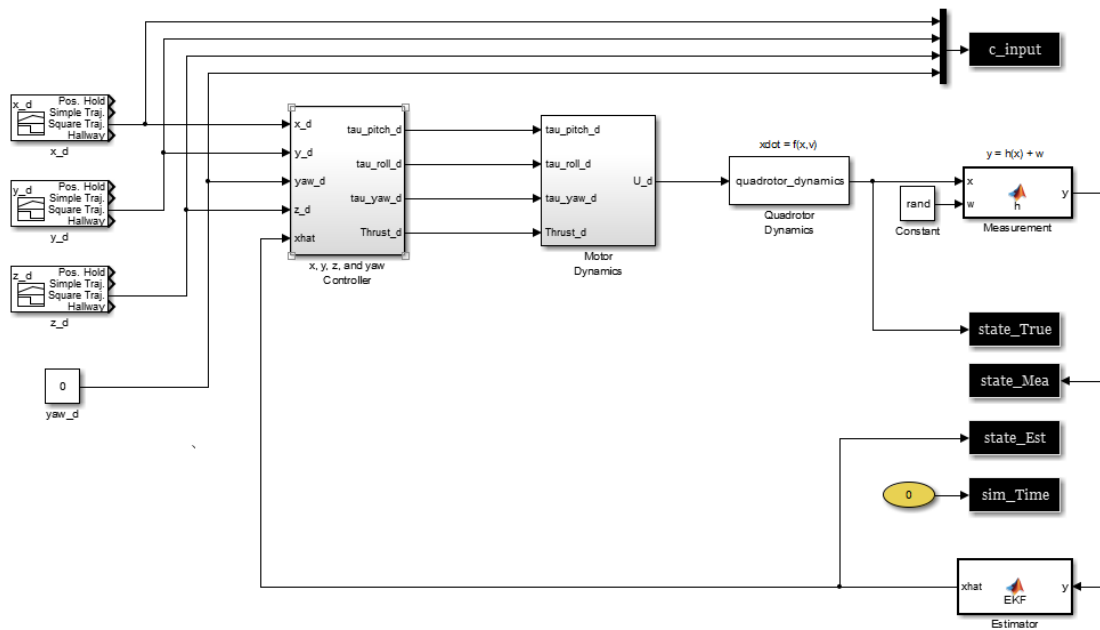 c_input
x_d
Pos. Hold
Simple Traj.
Square Traj.
Hallway
x_d
y_d
Pos. Hold
Simple Traj.
Square Traj.
Hallway
y_d
z_d
Pos. Hold
Simple Traj.
Square Traj.
Hallway
z_d
0
yaw_d
x_d
y_d
yaw_d
z_d
xhat
tau_pitch_d
tau_roll_d
tau_yaw_d
Thrust_d
x, y, z, and yaw
Controller
tau_pitch_d
tau_roll_d
tau_yaw_d
Thrust_d
U_d
Motor
Dynamics
xdot = f(x,v)
quadrotor_dynamics
Quadrotor
Dynamics
rand
Constant
y = h(x) + w
x
w
h
y
Measurement
state_True
state_Mea
state_Est
0
sim_Time
xhat
EKF
y
Estimator